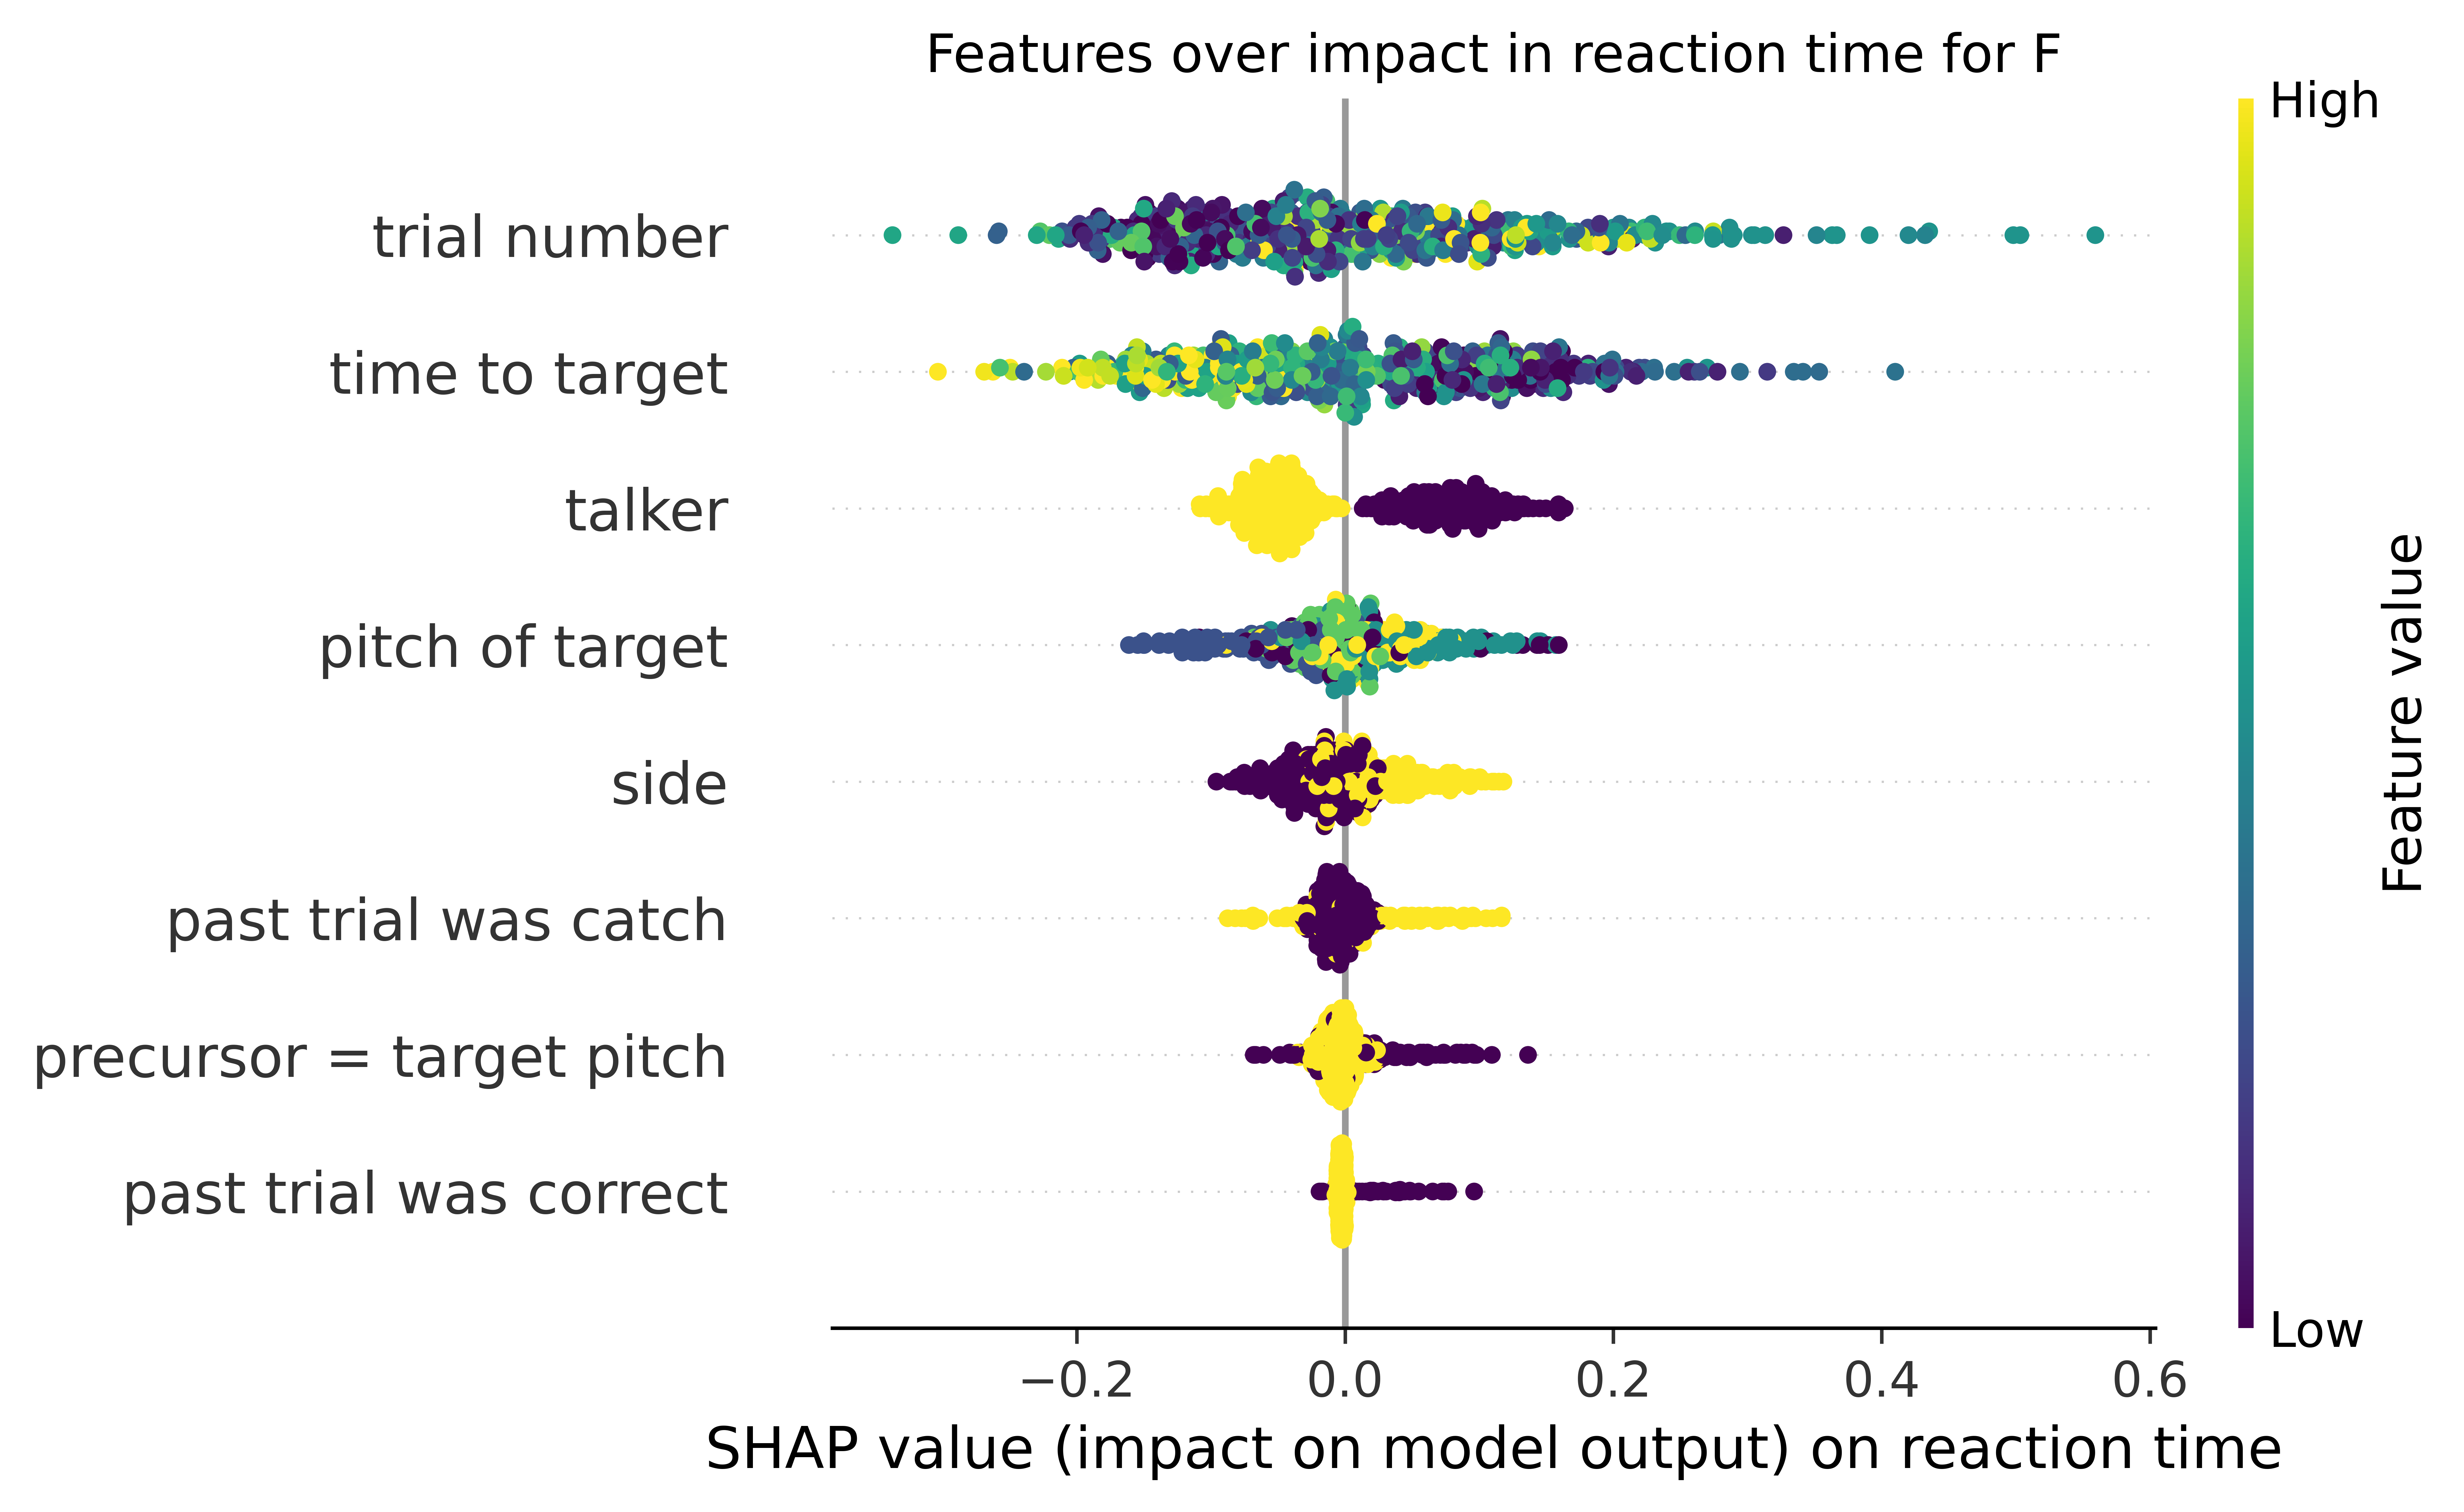 Features over impact in reaction time for F
High
trial number
time to target
talker
pitch of target
side
past trial was catch
precursor = target pitch
past trial was correct
Feature value
Low
−0.2 0.0 0.2 0.4 0.6
SHAP value (impact on model output) on reaction time